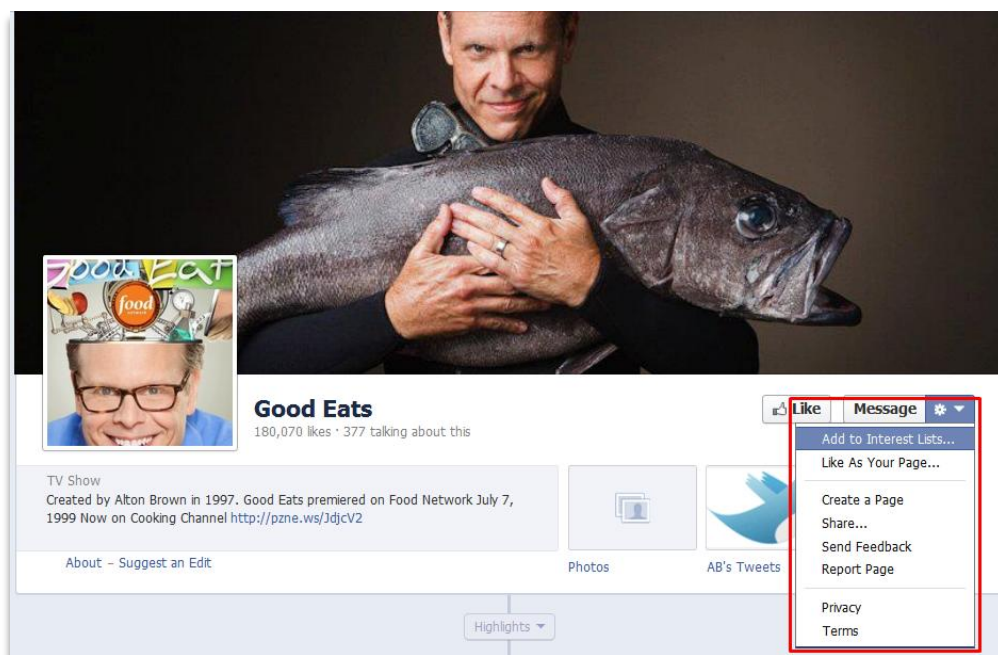 Good Eat
food
NETWORK
Good Eats
180,070 likes · 377 talking about this
Like
Message
Add to Interest Lists...
Like As Your Page...
Create a Page
Share...
Send Feedback
Report Page
Privacy
Terms
TV Show
Created by Alton Brown in 1997. Good Eats premiered on Food Network July 7,
1999 Now on Cooking Channel http://pzne.ws/JdjcV2
About – Suggest an Edit
Photos
AB's Tweets
Highlights